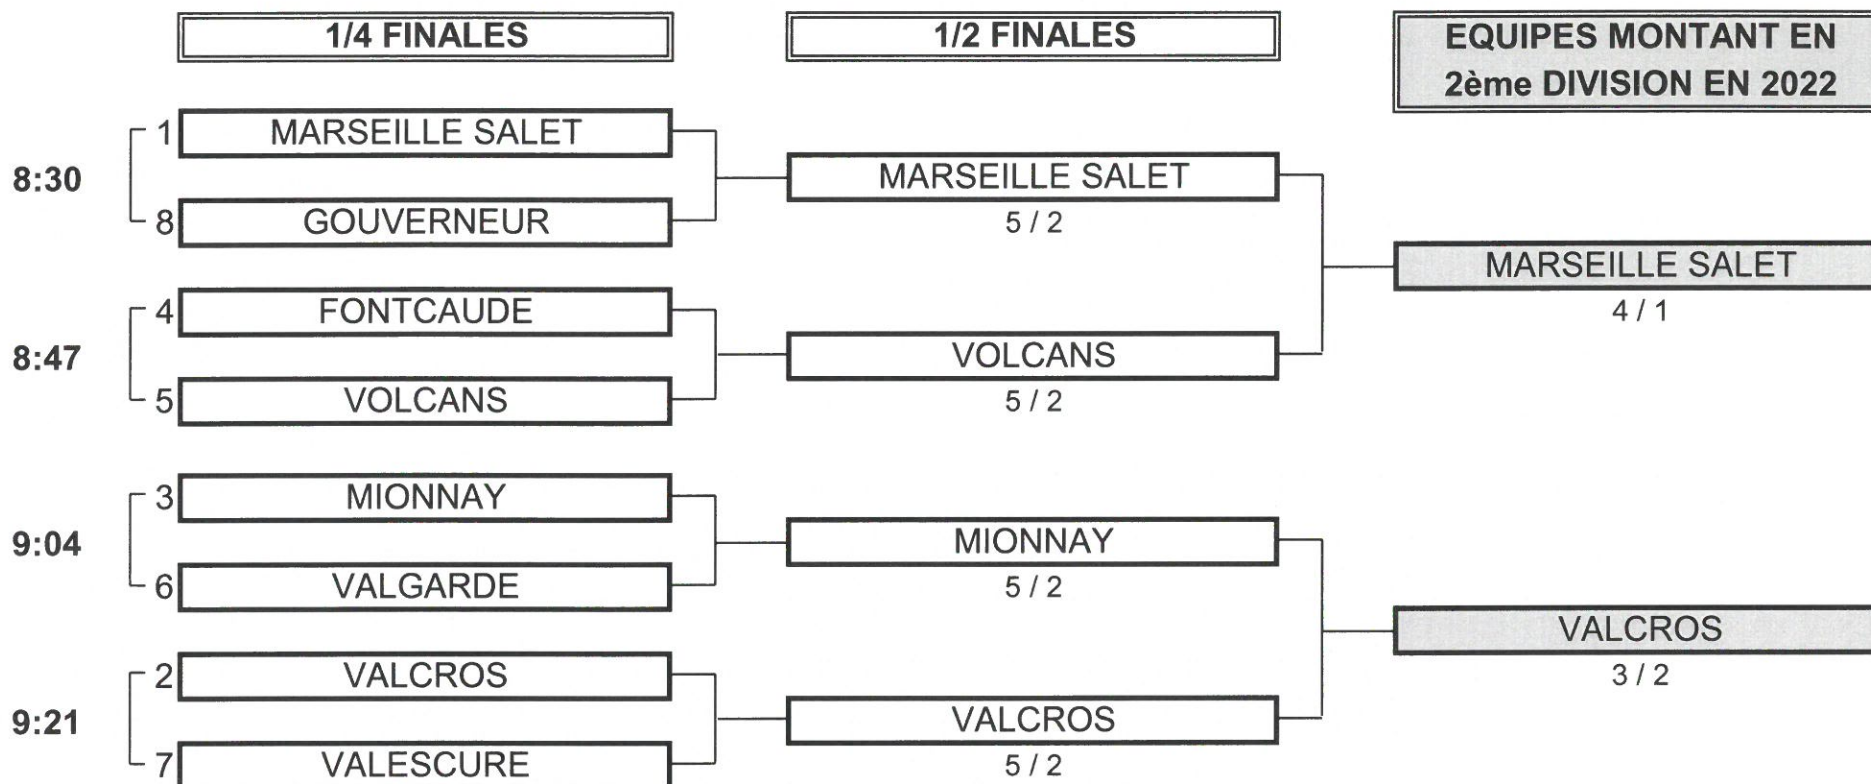 1/4 FINALES
1/2 FINALES
EQUIPES MONTANT EN
2ème DIVISION EN 2022
8:30
1 MARSEILLE SALET
8 GOUVERNEUR
MARSEILLE SALET
5 / 2
8:47
4 FONTCAUDE
5 VOLCANS
VOLCANS
5 / 2
MARSEILLE SALET
4 / 1
9:04
3 MIONNAY
6 VALGARDE
MIONNAY
5 / 2
9:21
2 VALCROS
7 VALESCURE
VALCROS
5 / 2
VALCROS
3 / 2